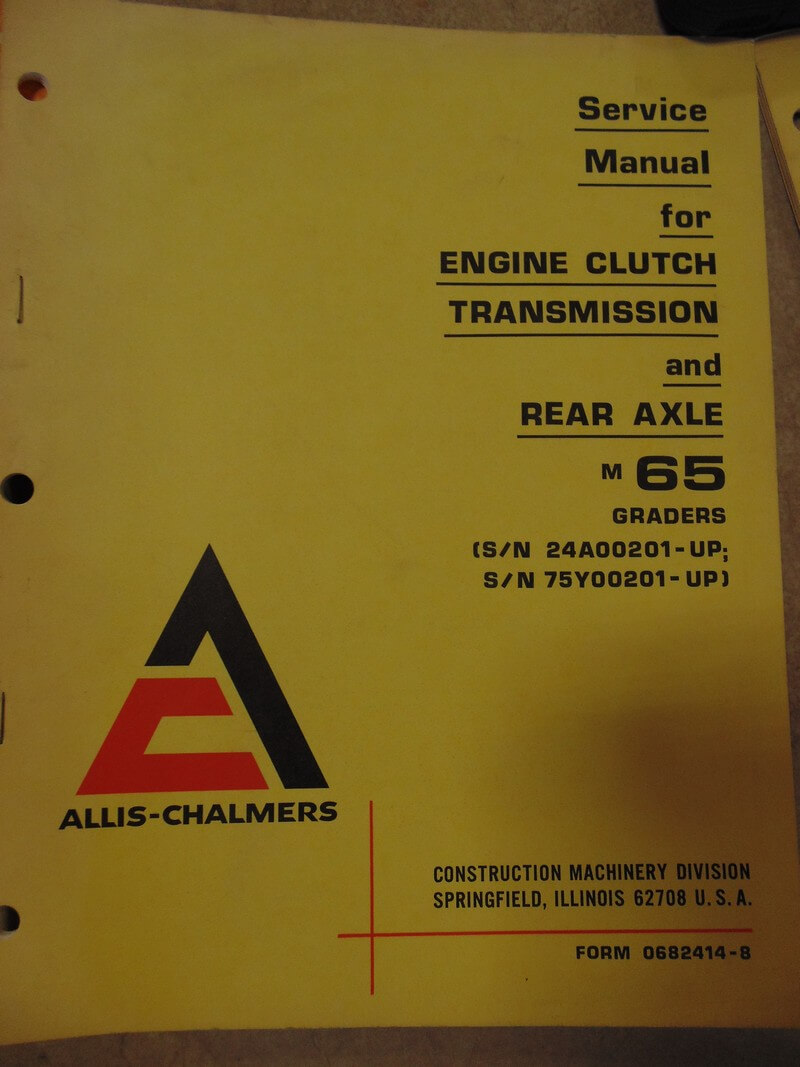 Service
Manual
for
ENGINE CLUTCH
TRANSMISSION
and
REAR AXLE
M 65
GRADERS
(S/N 24A00201-UP;
S/N 75Y00201-UP)
ALLIS-CHALMERS
CONSTRUCTION MACHINERY DIVISION
SPRINGFIELD, ILLINOIS 62708 U.S.A.
FORM 0682414-8